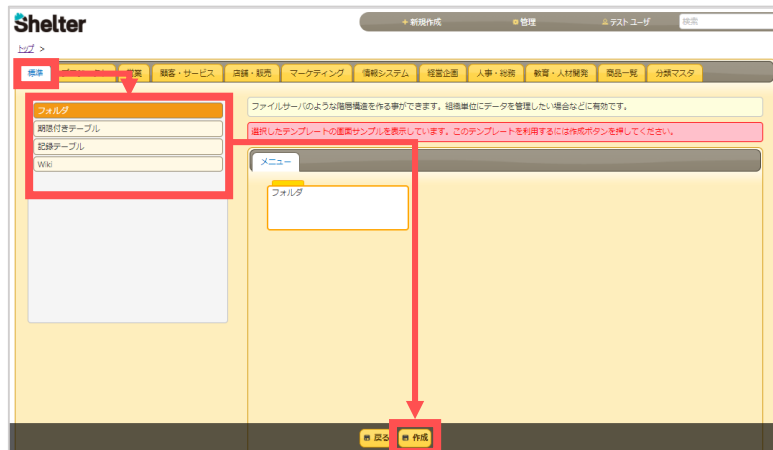 Shelter
+ 新規作成
管理
テストユーザ
検索
トップ >
標準
営業
顧客・サービス
店舗・販売
マーケティング
情報システム
経営企画
人事・総務
教育・人材開発
商品一覧
分類マスタ
フォルダ
期限付きテーブル
記録テーブル
Wiki
ファイルサーバのような階層構造を作る事ができます。組織単位にデータを管理したい場合などに有効です。
選択したテンプレートの画面サンプルを表示しています。このテンプレートを利用するには作成ボタンを押してください。
メニュー
フォルダ
戻る
作成